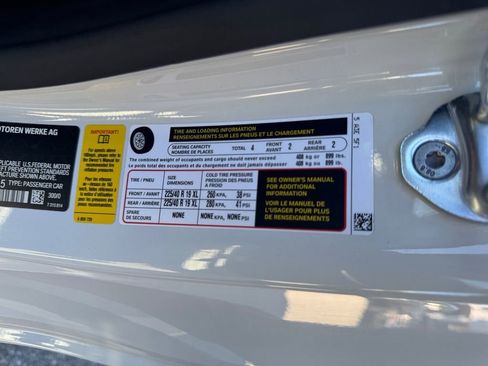 OTOREN WERKE AG
PLICABLE U.S.FEDERAL MOTOR
EFT PREVENTION STANDARDS
ACTURE SHOWN ABOVE.
TYPE: PASSENGER CAR
300/0
IMPORTANT!
TIRE AND LOADING INFORMATION
RENSEIGNEMENTS SUR LES PNEUS ET LE CHARGEMENT
SEATING CAPACITY TOTAL 4 FRONT 2 REAR 2
NOMBRE DE PLACES AVANT ARRIÈRE
The combined weight of occupants and cargo should never exceed 408 kg or 899 lbs.
Le poids total des occupants et du chargement ne doit jamais dépasser 408 kg or 899 lb.
TIRE / PNEU SIZE DIMENSIONS COLD TIRE PRESSURE PRESSION DES PNEUS A FROID
FRONT / AVANT 225/40 R 19 XL 260 KPA, 38 PSI
REAR / ARRIÈRE 225/40 R 19 XL 280 KPA, 41 PSI
SPARE DE SECOURS NONE NONE KPA, NONE PSI
SEE OWNER'S MANUAL
FOR ADDITIONAL
INFORMATION
VOIR LE MANUEL DE
L'USAGER POUR PLUS
DE RENSEIGNEMENTS